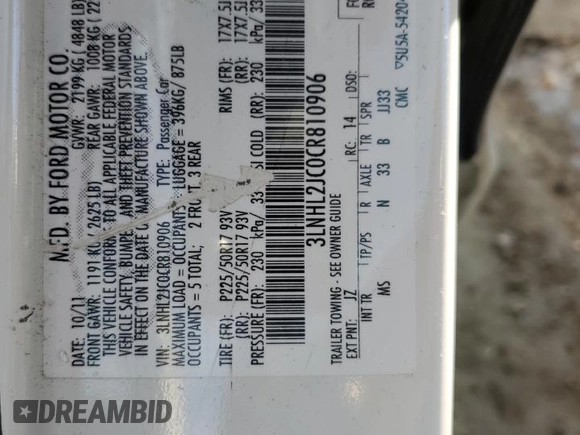 MFD. BY FORD MOTOR CO.
DATE: 10/11 GVWR: 2199 KG ( 4848 LB)
FRONT GAWR: 1191 KG ( 2625 LB) REAR GAWR: 1008 KG ( 22
THIS VEHICLE CONFORMS TO ALL APPLICABLE FEDERAL MOTOR
VEHICLE SAFETY, BUMPER, AND THEFT PREVENTION STANDARDS
IN EFFECT ON THE DATE OF MANUFACTURE SHOWN ABOVE.
VIN: 3LNHL2JC0CR810906 TYPE: Passenger Car
MAXIMUM LOAD = OCCUPANTS + LUGGAGE = 396KG/ 875LB
OCCUPANTS = 5 TOTAL; 2 FRONT, 3 REAR
TIRE (FR): P225/50R17 93V RIMS (FR): 17X7.5J
(RR): P225/50R17 93V (RR): 17X7.5
PRESSURE (FR): 230 kPa/ 33 PSI COLD (RR): 230 kPa/ 33
3LNHL2JC0CR810906
TRAILER TOWING - SEE OWNER GUIDE
EXT PNT: JZ RC: 14 DSO:
INT TR TP/PS R AXLE TR SPR
MS N 33 B JJ33
CMC 5U5A-5420
DREAMBID